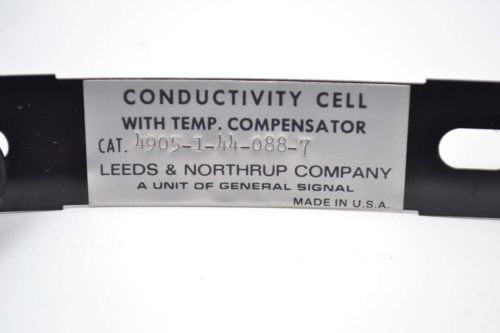 CONDUCTIVITY CELL
WITH TEMP. COMPENSATOR
CAT. 4905-1-44-088-7
LEEDS & NORTHRUP COMPANY
A UNIT OF GENERAL SIGNAL
MADE IN U.S.A.